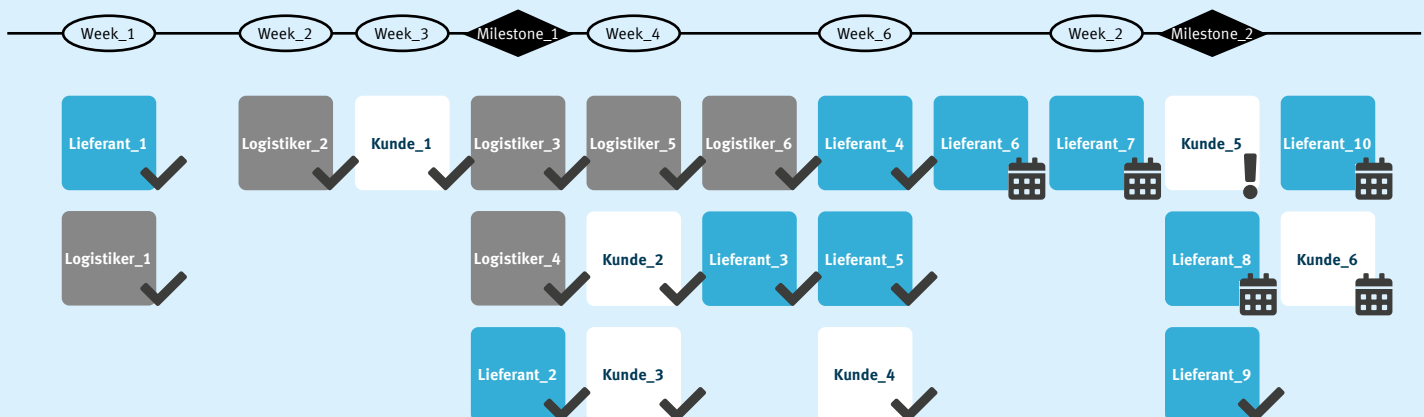 Week_1 Week_2 Week_3 Milestone_1 Week_4 Week_6 Week_2 Milestone_2
Lieferant_1 Logistiker_2 Kunde_1 Logistiker_3 Logistiker_5 Logistiker_6 Lieferant_4 Lieferant_6 Lieferant_7 Kunde_5 Lieferant_10
Logistiker_1 Logistiker_4 Kunde_2 Lieferant_3 Lieferant_5 Lieferant_8 Kunde_6
Lieferant_2 Kunde_3 Kunde_4 Lieferant_9